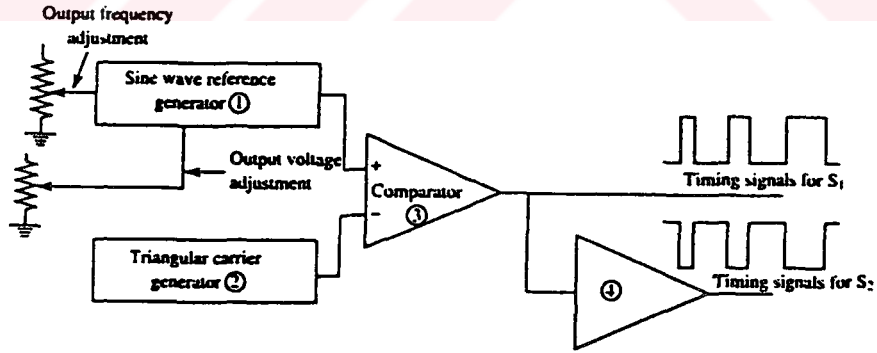 Output frequency
adjustment
Sine wave reference
generator ①
Output voltage
adjustment
+
Comparator
③
−
Timing signals for S₁
Triangular carrier
generator ②
④
Timing signals for S₂